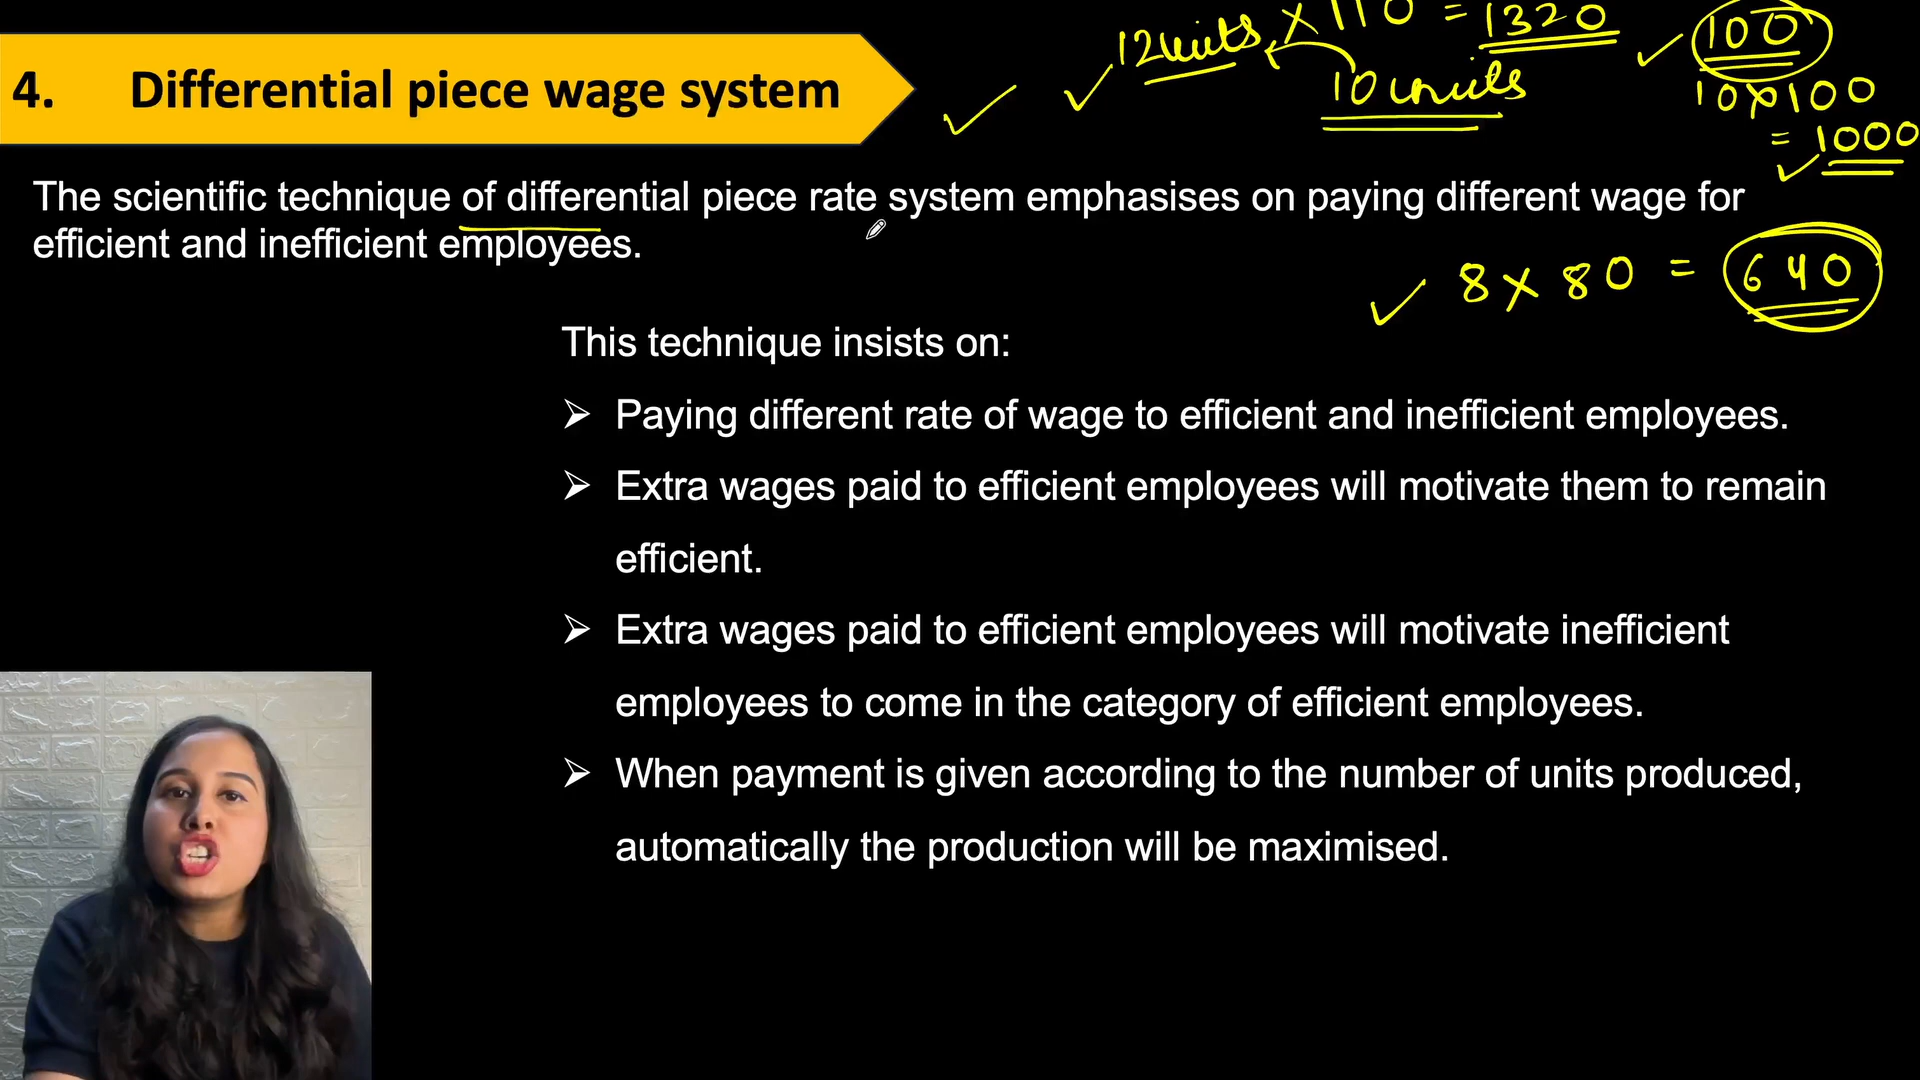 12units × 110 = 1320
10 units
100
10×100
= 1000
4. Differential piece wage system
The scientific technique of differential piece rate system emphasises on paying different wage for
efficient and inefficient employees.
8 × 80 = 640
This technique insists on:
➢ Paying different rate of wage to efficient and inefficient employees.
➢ Extra wages paid to efficient employees will motivate them to remain
efficient.
➢ Extra wages paid to efficient employees will motivate inefficient
employees to come in the category of efficient employees.
➢ When payment is given according to the number of units produced,
automatically the production will be maximised.